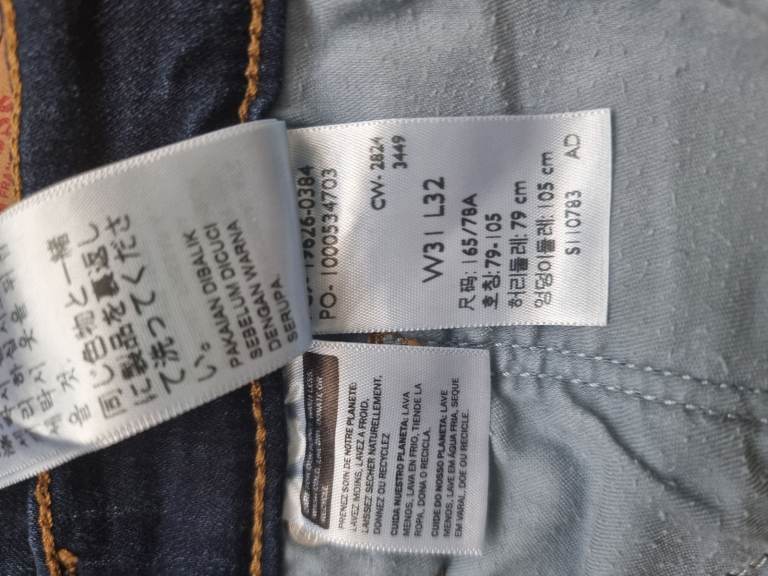 PO- 1000534703
CW- 2824
3449
W31 L32
尺码: 165/78A
호칭: 79-105
허리둘레: 79 cm
엉덩이둘레: 105 cm
S110783 AD
同じ色物と一緒
に製品を裏返し
て洗ってくださ
い。
PAKAIAN DIBALIK
SEBELUM DICUCI
DENGAN WARNA
SERUPA.
PRENEZ SOIN DE NOTRE PLANETE:
LAVEZ MOINS, LAVEZ A FROID,
LAISSEZ SECHER NATURELLEMENT,
DONNEZ OU RECYCLEZ
CUIDA NUESTRO PLANETA: LAVA
MENOS, LAVA EN FRIO, TIENDE LA
ROPA, DONA O RECICLA.
CUIDE DO NOSSO PLANETA: LAVE
MENOS, LAVE EM ÁGUA FRIA, SEQUE
EM VARAL, DOE OU RECICLE.